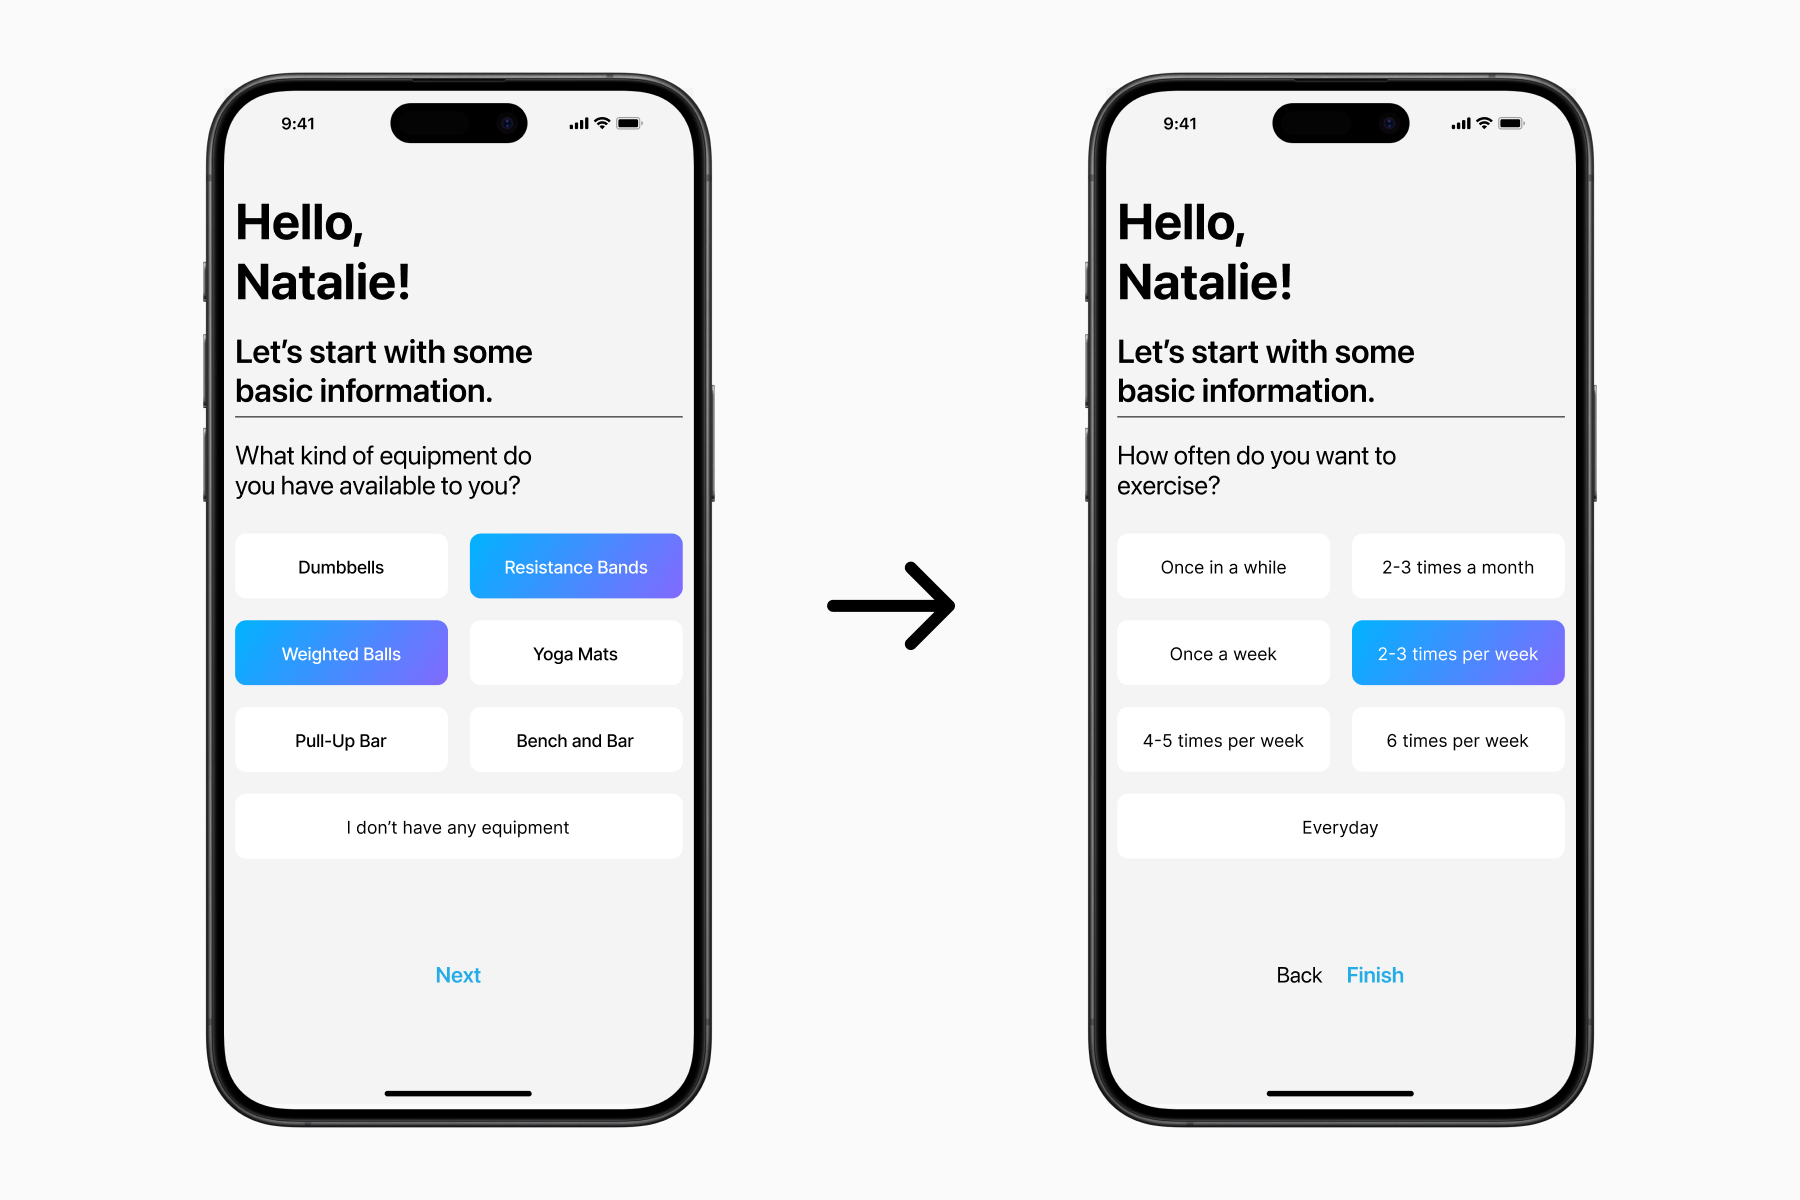 9:41
Hello,
Natalie!
Let's start with some
basic information.
What kind of equipment do
you have available to you?
Dumbbells
Resistance Bands
Weighted Balls
Yoga Mats
Pull-Up Bar
Bench and Bar
I don't have any equipment
Next
9:41
Hello,
Natalie!
Let's start with some
basic information.
How often do you want to
exercise?
Once in a while
2-3 times a month
Once a week
2-3 times per week
4-5 times per week
6 times per week
Everyday
Back
Finish